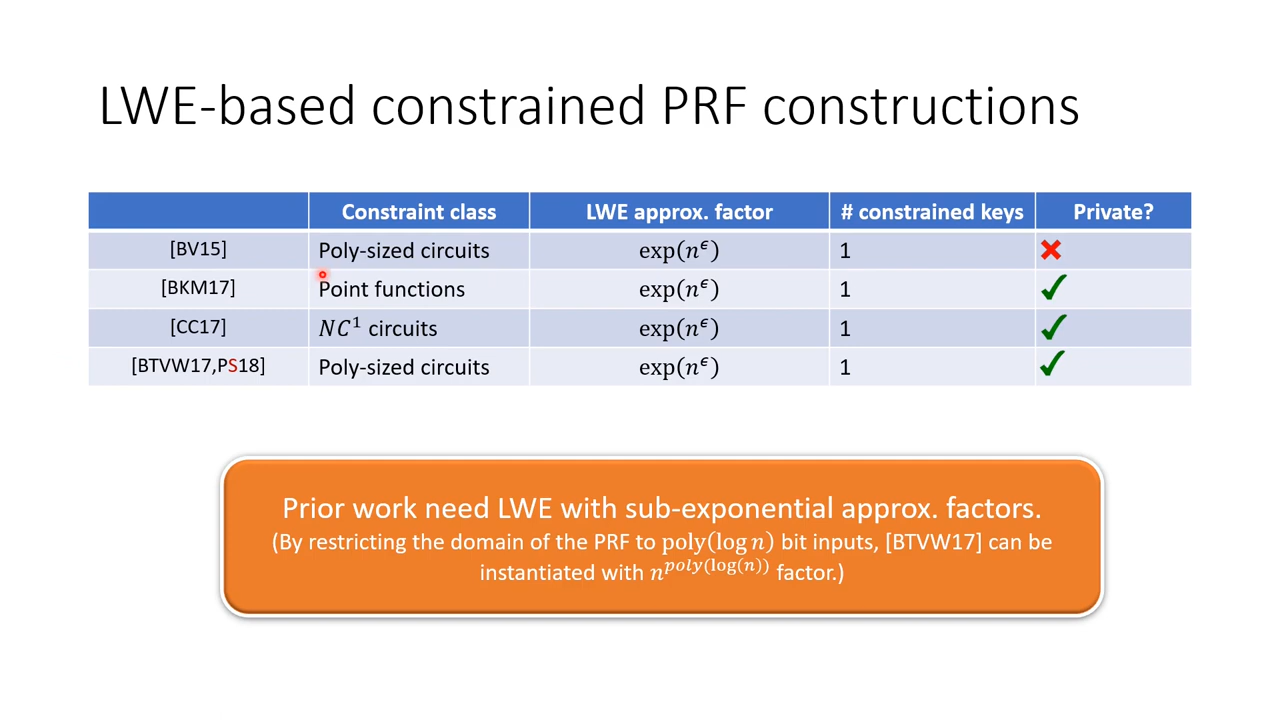 LWE-based constrained PRF constructions
Constraint class LWE approx. factor # constrained keys Private?
[BV15] Poly-sized circuits exp(n^ϵ) 1 ✖
[BKM17] Point functions exp(n^ϵ) 1 ✓
[CC17] NC^1 circuits exp(n^ϵ) 1 ✓
[BTVW17,PS18] Poly-sized circuits exp(n^ϵ) 1 ✓
Prior work need LWE with sub-exponential approx. factors.
(By restricting the domain of the PRF to poly(log n) bit inputs, [BTVW17] can be
instantiated with n^poly(log(n)) factor.)